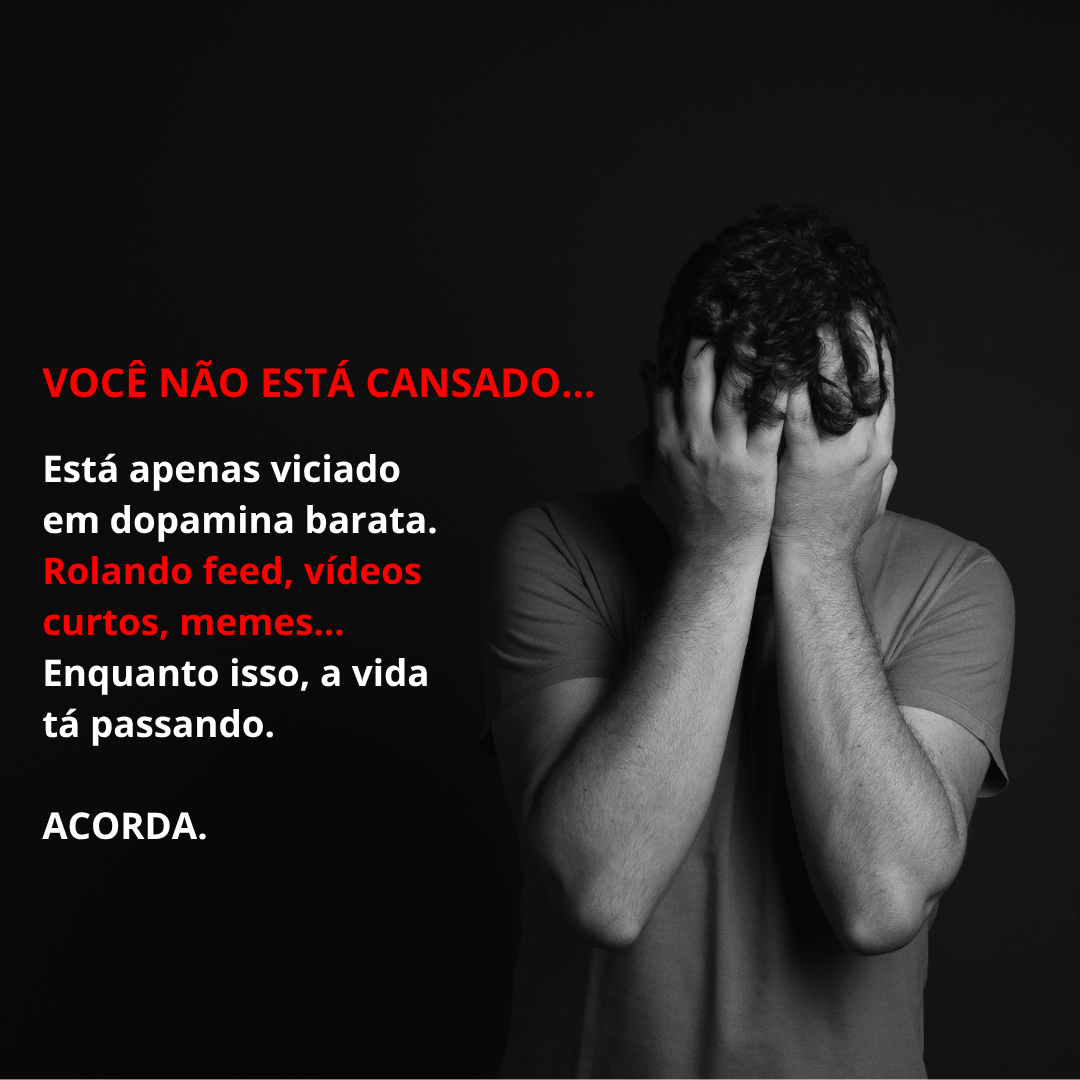 VOCÊ NÃO ESTÁ CANSADO...
Está apenas viciado
em dopamina barata.
Rolando feed, vídeos
curtos, memes...
Enquanto isso, a vida
tá passando.
ACORDA.